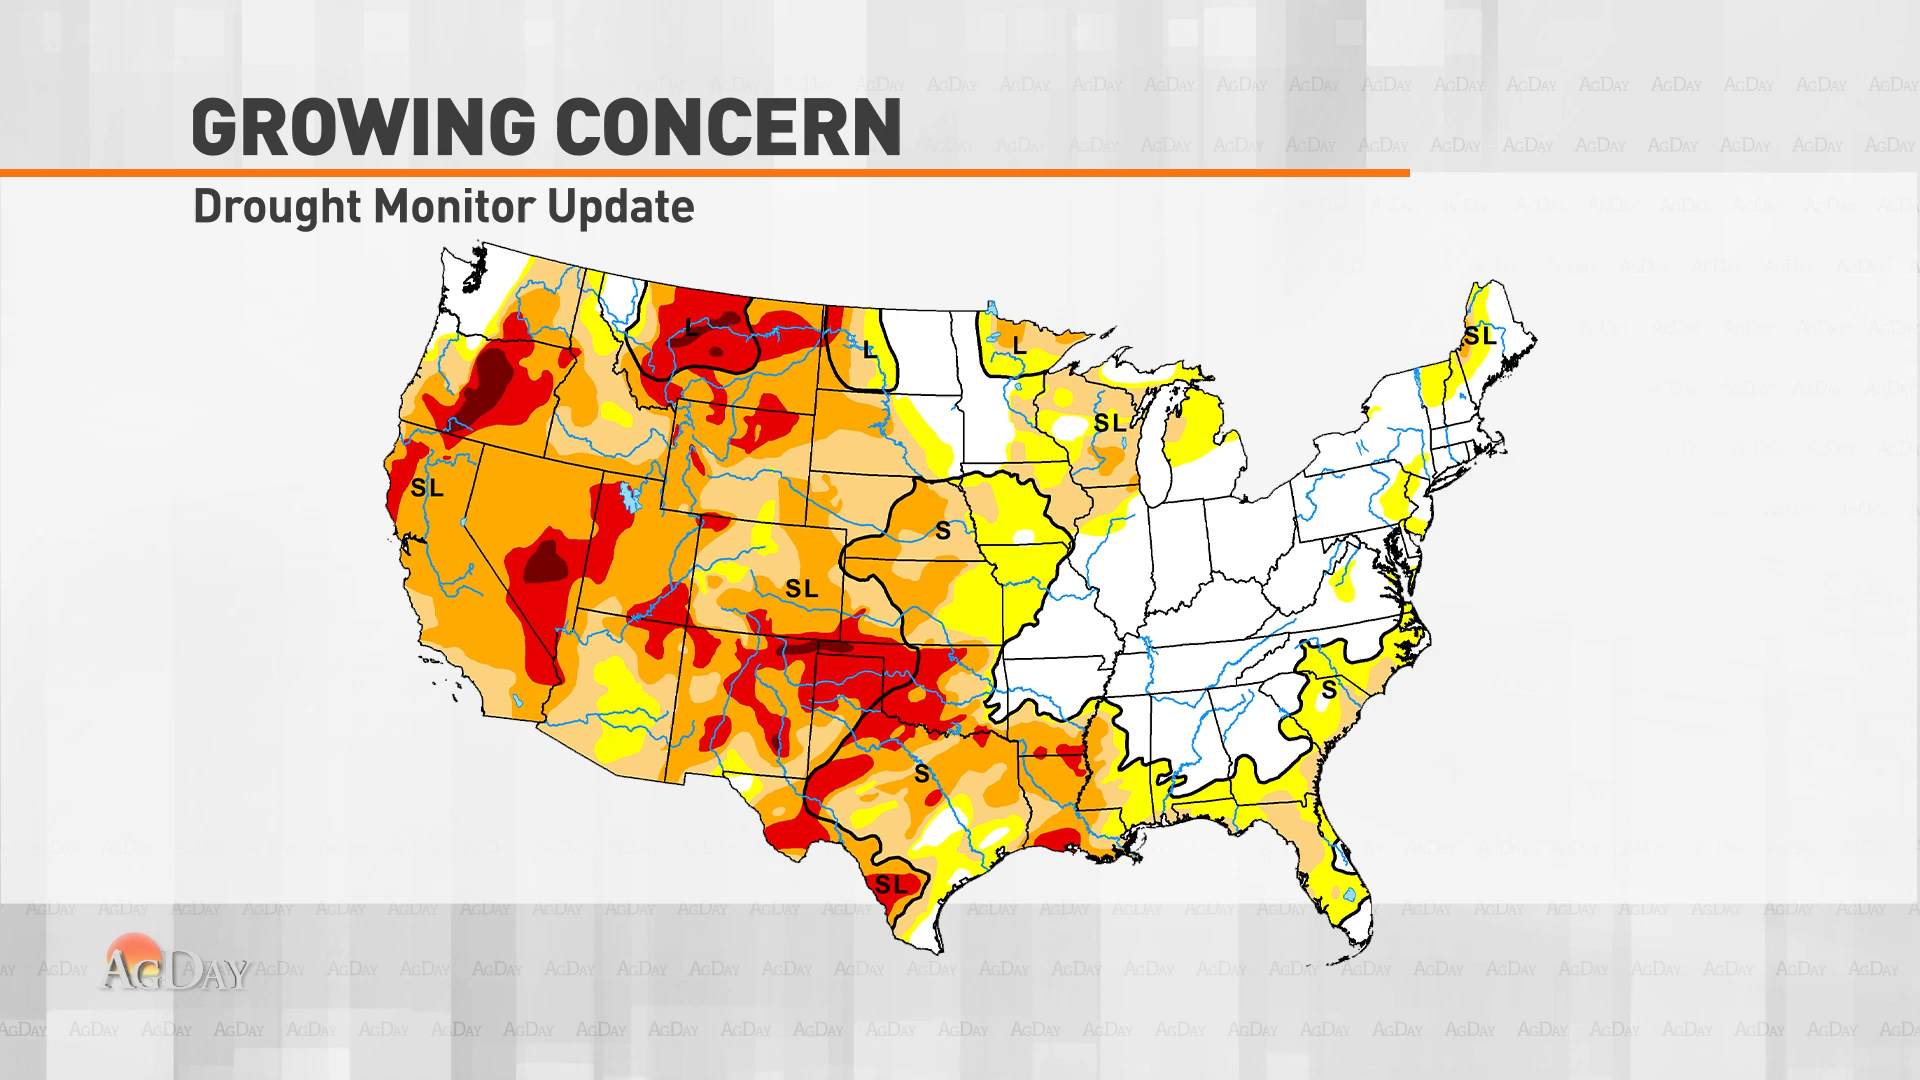 GROWING CONCERN
Drought Monitor Update
L
L
L
SL
SL
SL
S
SL
S
S
SL
AGDAY